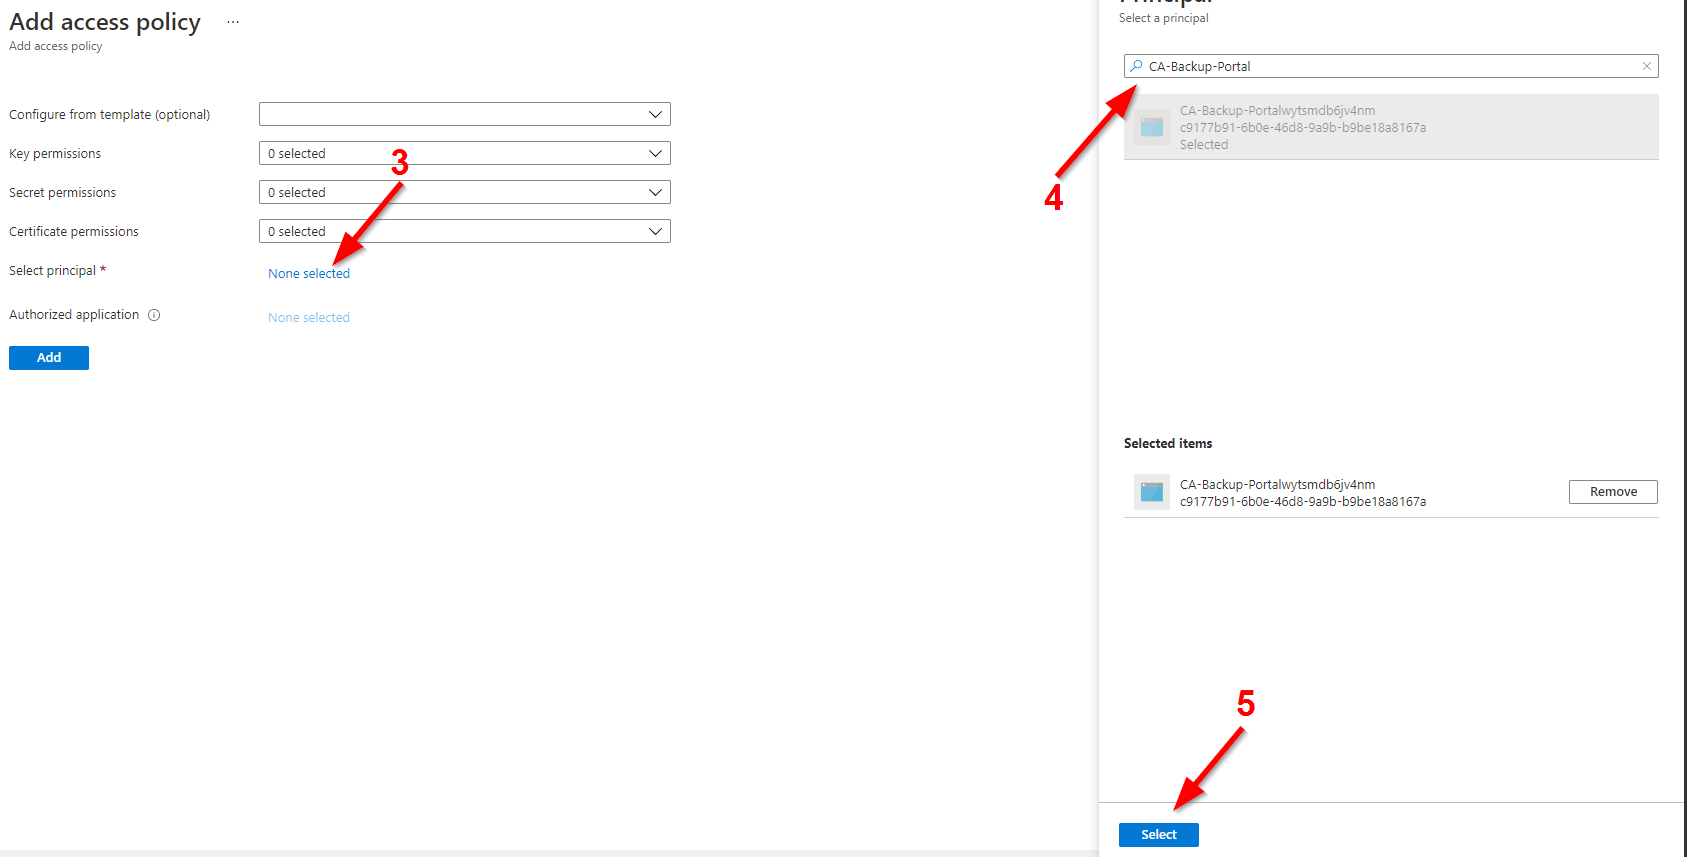 Add access policy ...
Add access policy
Configure from template (optional)
Key permissions
0 selected
3
Secret permissions
0 selected
Certificate permissions
0 selected
Select principal *
None selected
Authorized application
None selected
Add
Principal
Select a principal
CA-Backup-Portal
4
CA-Backup-Portalwytsmdb6jv4nm
c9177b91-6b0e-46d8-9a9b-b9be18a8167a
Selected
Selected items
CA-Backup-Portalwytsmdb6jv4nm
c9177b91-6b0e-46d8-9a9b-b9be18a8167a
Remove
5
Select